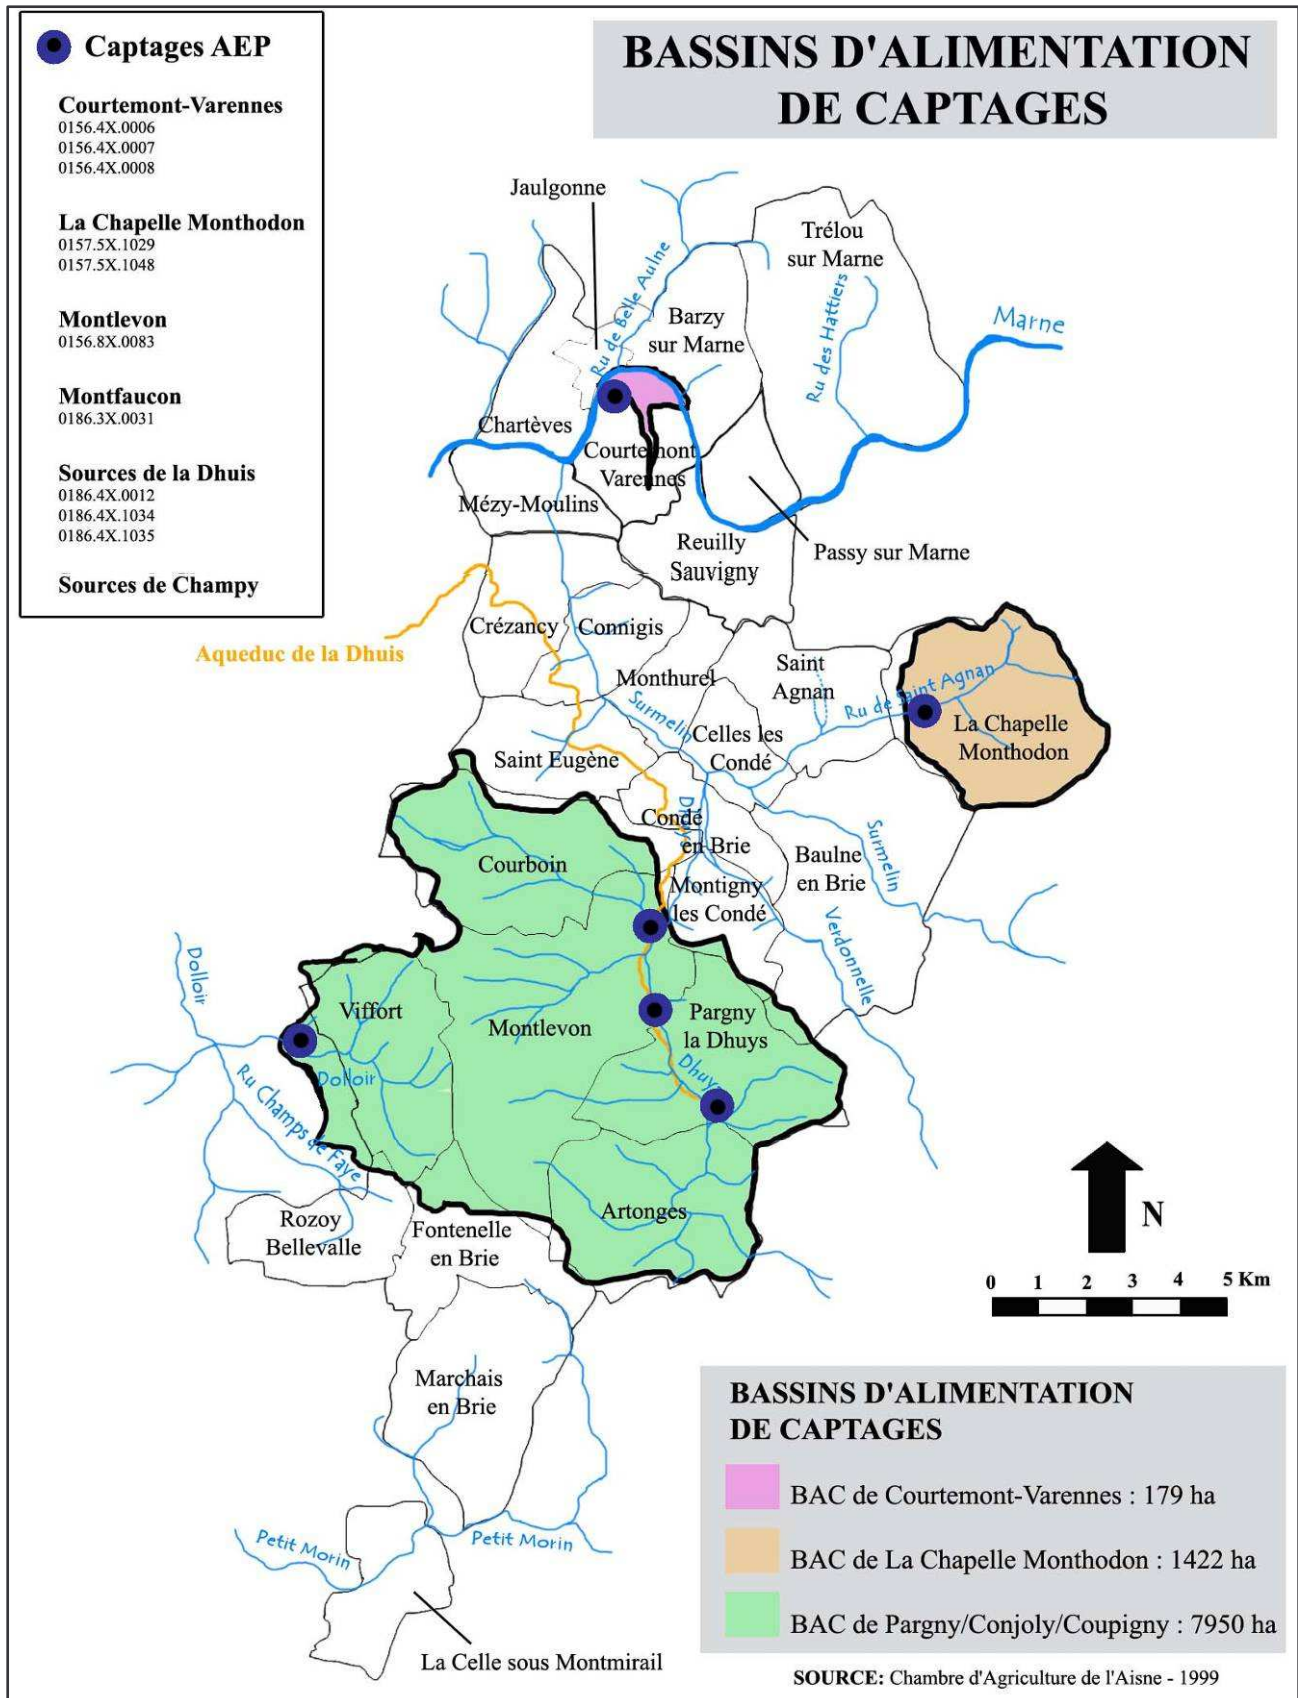 Captages AEP
Courtemont-Varennes
0156.4X.0006
0156.4X.0007
0156.4X.0008
La Chapelle Monthodon
0157.5X.1029
0157.5X.1048
Montlevon
0156.8X.0083
Montfaucon
0186.3X.0031
Sources de la Dhuis
0186.4X.0012
0186.4X.1034
0186.4X.1035
Sources de Champy
BASSINS D'ALIMENTATION
DE CAPTAGES
Jaulgonne
Trélou
sur Marne
Ru de Belle Aulne
Ru des Hattiers
Barzy
sur Marne
Marne
Chartèves
Courtemont
Varennes
Mézy-Moulins
Reuilly
Sauvigny
Passy sur Marne
Crézancy
Connigis
Aqueduc de la Dhuis
Monthurel
Saint
Agnan
Ru de Saint Agnan
Surmelin
La Chapelle
Monthodon
Celles les
Condé
Saint Eugène
Dhuys
Condé
en Brie
Surmelin
Courboin
Baulne
en Brie
Montigny
les Condé
Verdonnelle
Dolloir
Viffort
Montlevon
Pargny
la Dhuys
Dhuys
Dolloir
Ru Champs de Faye
Artonges
Rozoy
Bellevalle
Fontenelle
en Brie
N
0 1 2 3 4 5 Km
Marchais
en Brie
Petit Morin
Petit Morin
La Celle sous Montmirail
BASSINS D'ALIMENTATION
DE CAPTAGES
BAC de Courtemont-Varennes : 179 ha
BAC de La Chapelle Monthodon : 1422 ha
BAC de Pargny/Conjoly/Coupigny : 7950 ha
SOURCE: Chambre d'Agriculture de l'Aisne - 1999